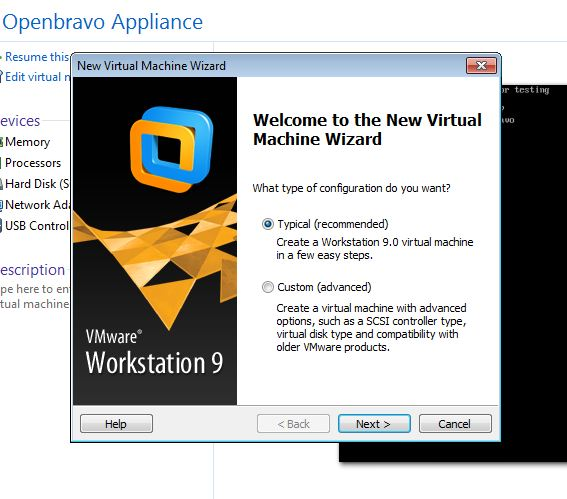 Openbravo Appliance
Resume this
Edit virtual
New Virtual Machine Wizard
or testing
Welcome to the New Virtual
Machine Wizard
What type of configuration do you want?
Typical (recommended)
Create a Workstation 9.0 virtual machine
in a few easy steps.
Custom (advanced)
Create a virtual machine with advanced
options, such as a SCSI controller type,
virtual disk type and compatibility with
older VMware products.
VMware®
Workstation 9
evices
Memory
Processors
Hard Disk (S
Network Ada
USB Control
escription
pe here to en
tual machine
Help
< Back
Next >
Cancel